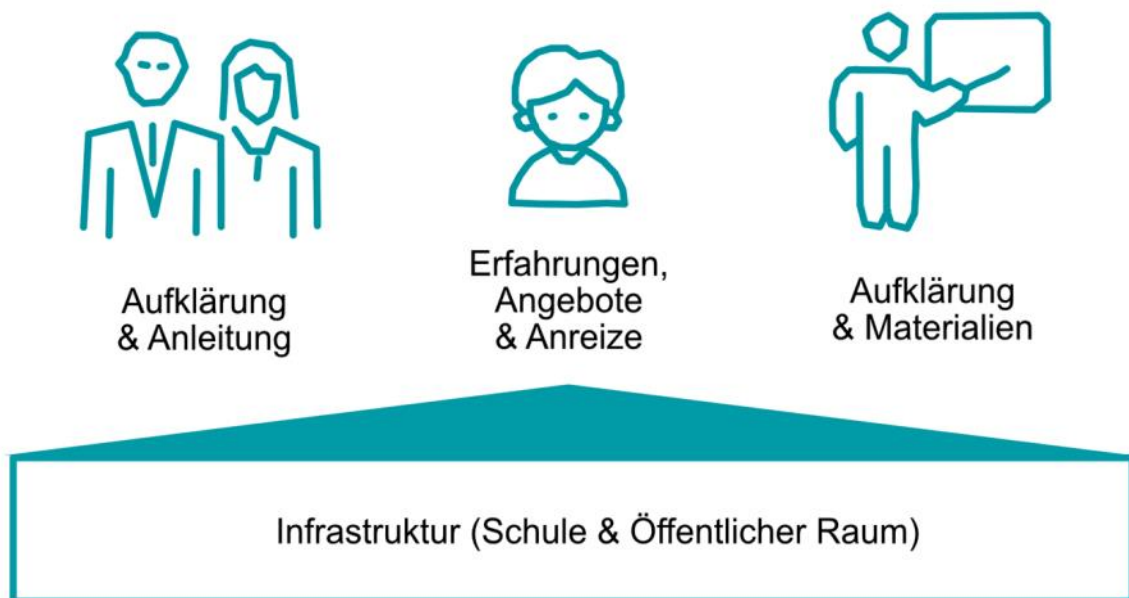 Aufklärung
& Anleitung
Erfahrungen,
Angebote
& Anreize
Aufklärung
& Materialien
Infrastruktur (Schule & Öffentlicher Raum)